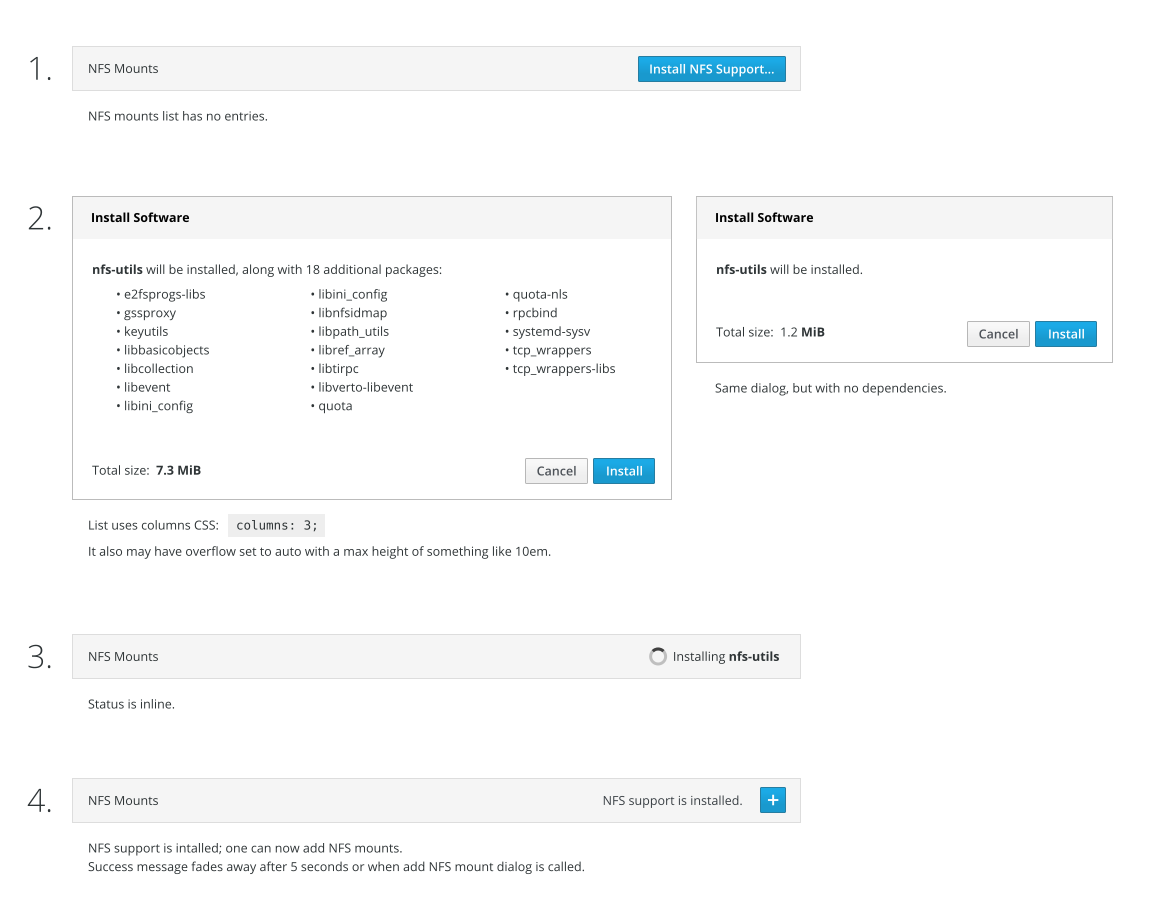 1.
NFS Mounts
Install NFS Support...
NFS mounts list has no entries.
2.
Install Software
nfs-utils will be installed, along with 18 additional packages:
• e2fsprogs-libs
• gssproxy
• keyutils
• libbasicobjects
• libcollection
• libevent
• libini_config
• libini_config
• libnfsidmap
• libpath_utils
• libref_array
• libtirpc
• libverto-libevent
• quota
• quota-nls
• rpcbind
• systemd-sysv
• tcp_wrappers
• tcp_wrappers-libs
Total size: 7.3 MiB
Cancel
Install
List uses columns CSS: columns: 3;
It also may have overflow set to auto with a max height of something like 10em.
Install Software
nfs-utils will be installed.
Total size: 1.2 MiB
Cancel
Install
Same dialog, but with no dependencies.
3.
NFS Mounts
Installing nfs-utils
Status is inline.
4.
NFS Mounts
NFS support is installed.
+
NFS support is intalled; one can now add NFS mounts.
Success message fades away after 5 seconds or when add NFS mount dialog is called.